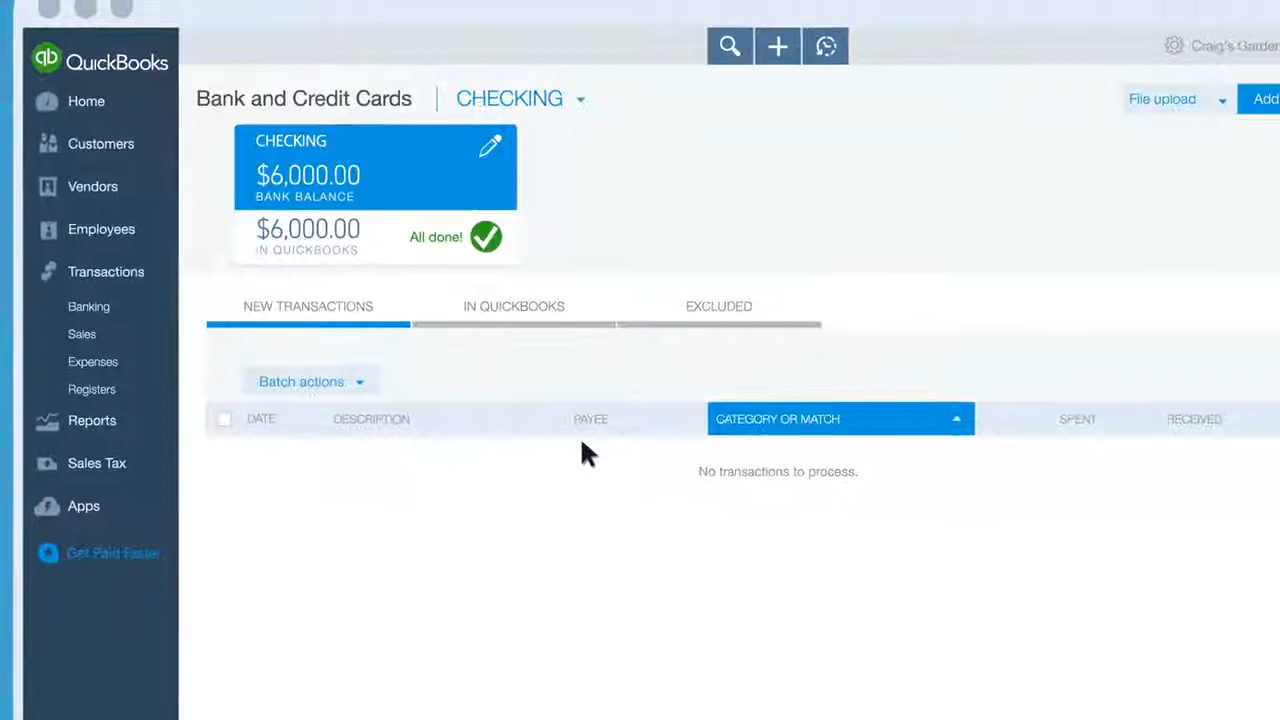 qb QuickBooks
Craig's Garden
Home
Customers
Vendors
Employees
Transactions
Banking
Sales
Expenses
Registers
Reports
Sales Tax
Apps
Get Paid Faster
Bank and Credit Cards CHECKING
File upload
Add
CHECKING
$6,000.00
BANK BALANCE
$6,000.00
IN QUICKBOOKS
All done!
NEW TRANSACTIONS IN QUICKBOOKS EXCLUDED
Batch actions
DATE DESCRIPTION PAYEE CATEGORY OR MATCH SPENT RECEIVED
No transactions to process.